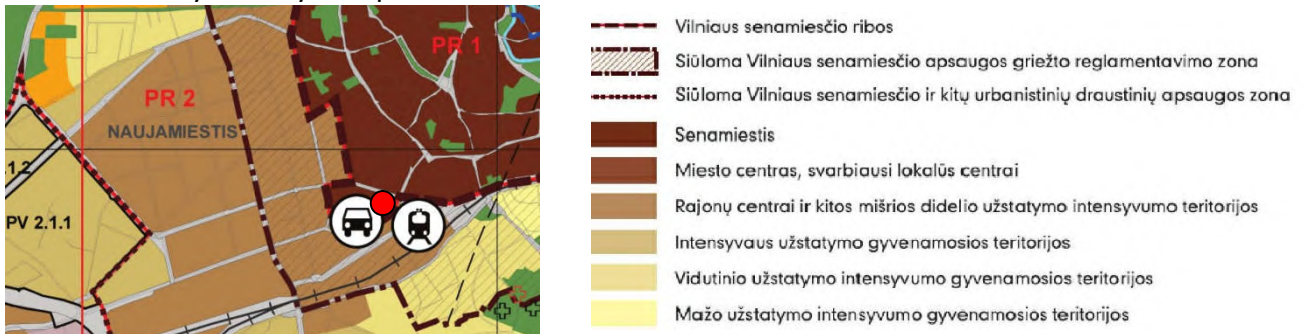 PR 1
PR 2
NAUJAMIESTIS
1.2
PV 2.1.1
Vilniaus senamiesčio ribos
Siūloma Vilniaus senamiesčio apsaugos griežto reglamentavimo zona
Siūloma Vilniaus senamiesčio ir kitų urbanistinių draustinių apsaugos zona
Senamiestis
Miesto centras, svarbiausi lokalūs centrai
Rajonų centrai ir kitos mišrios didelio užstatymo intensyvumo teritorijos
Intensyvaus užstatymo gyvenamosios teritorijos
Vidutinio užstatymo intensyvumo gyvenamosios teritorijos
Mažo užstatymo intensyvumo gyvenamosios teritorijos